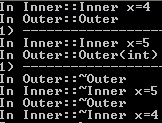 In Inner::Inner x=4
In Outer::Outer
1) --------------------
In Inner::Inner x=5
In Outer::Outer(int)
1) --------------------
In Outer::~Outer
In Inner::~Inner x=5
In Outer::~Outer
In Inner::~Inner x=4